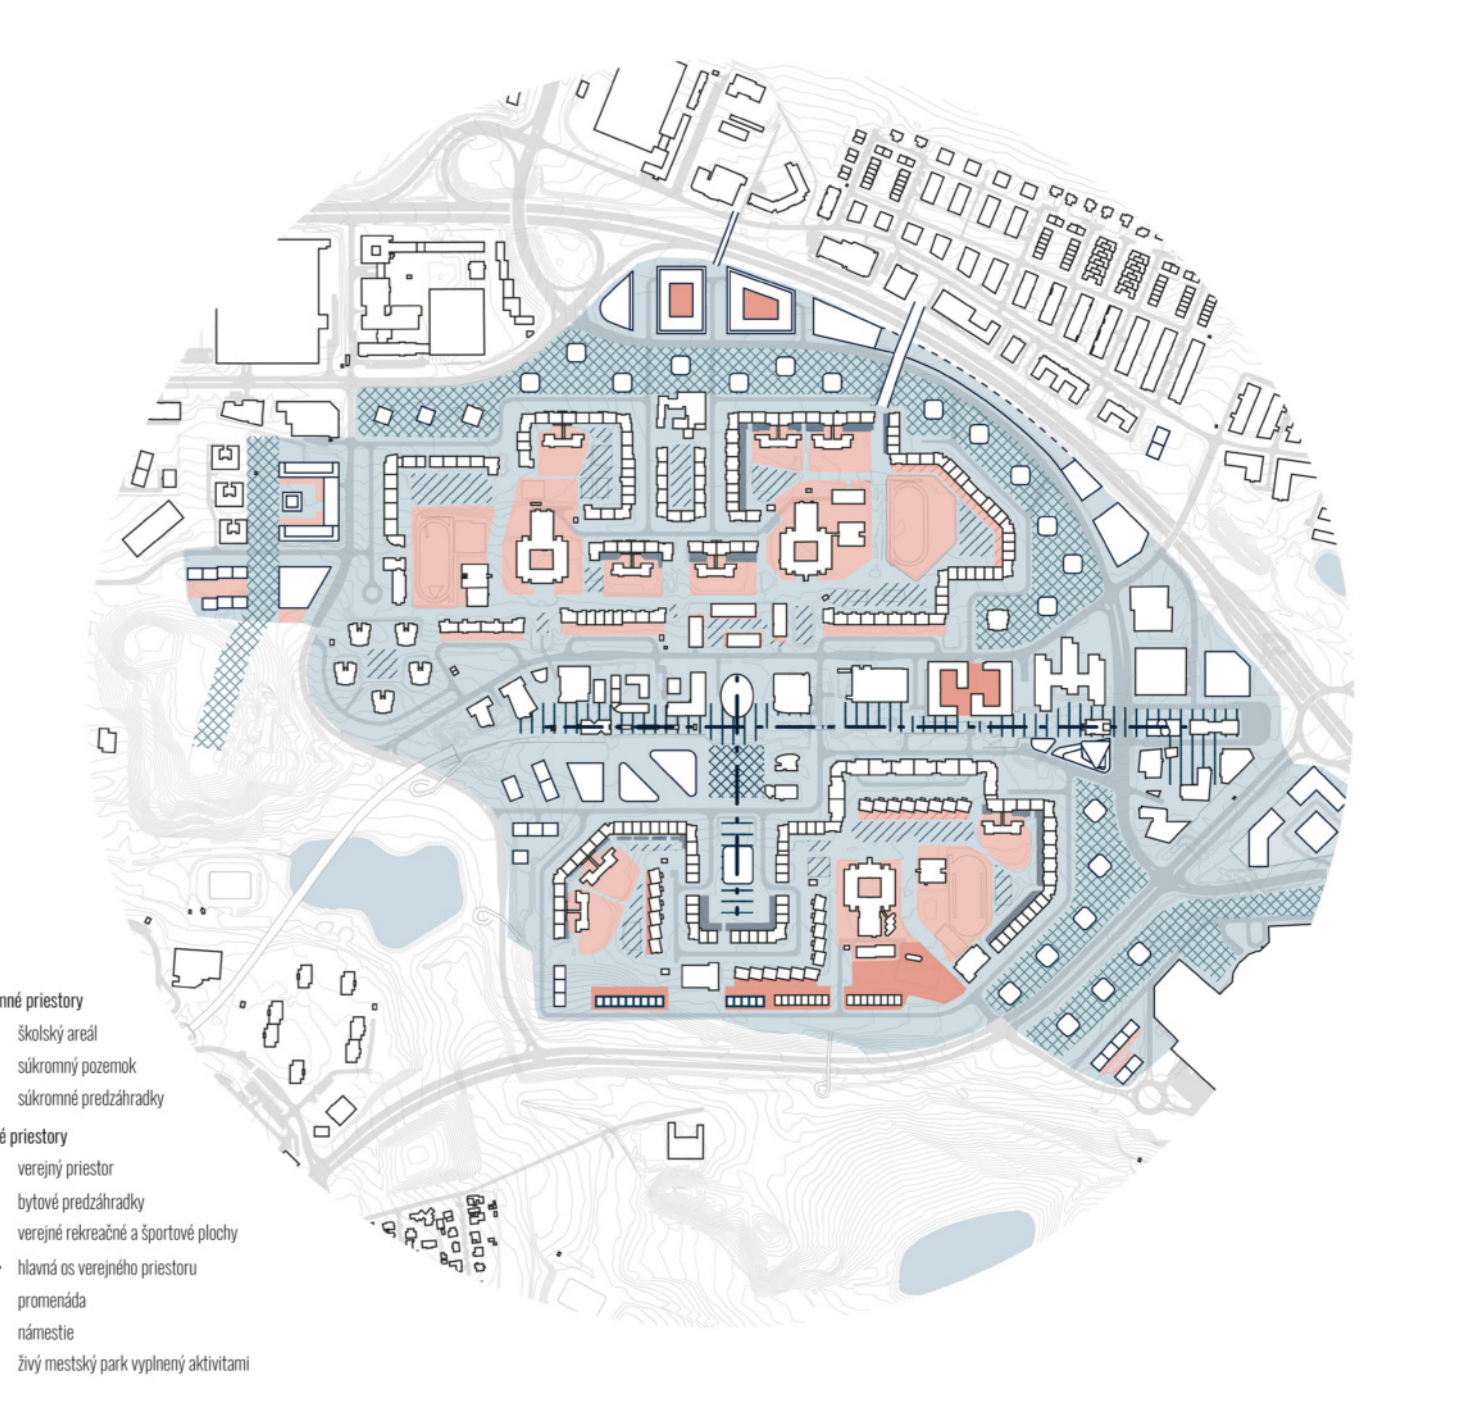 mné priestory
školský areál
súkromný pozemok
súkromné predzáhradky
é priestory
verejný priestor
bytové predzáhradky
verejné rekreačné a športové plochy
hlavná os verejného priestoru
promenáda
námestie
živý mestský park vyplnený aktivitami